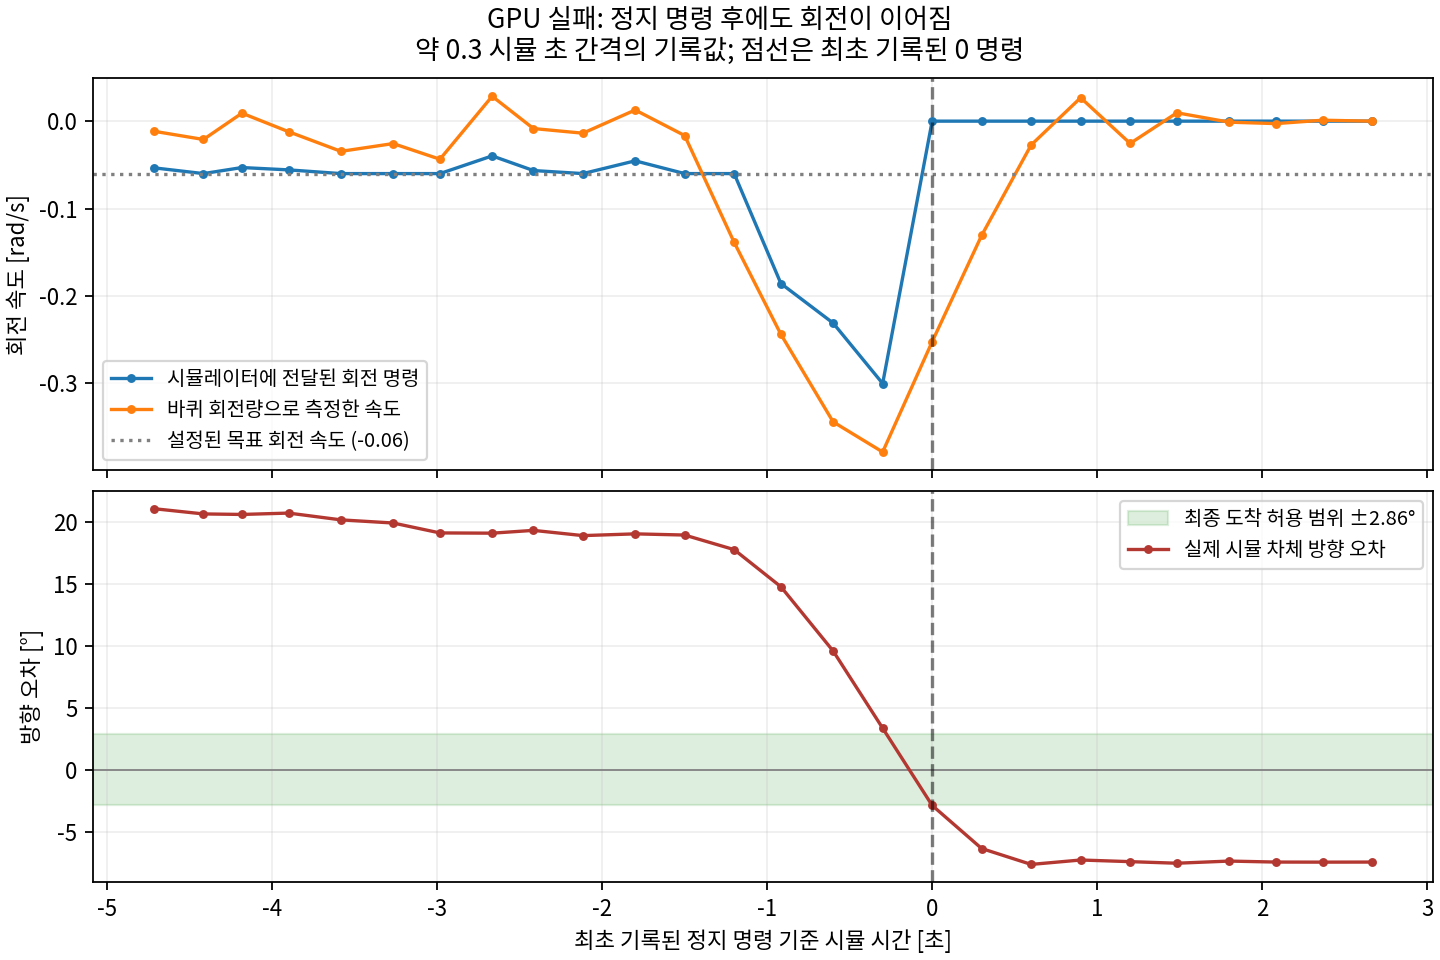 GPU 실패: 정지 명령 후에도 회전이 이어짐
약 0.3 시뮬 초 간격의 기록값; 점선은 최초 기록된 0 명령
회전 속도 [rad/s]
0.0
-0.1
-0.2
-0.3
시뮬레이터에 전달된 회전 명령
바퀴 회전량으로 측정한 속도
설정된 목표 회전 속도 (-0.06)
방향 오차 [°]
20
15
10
5
0
-5
최종 도착 허용 범위 ±2.86°
실제 시뮬 차체 방향 오차
-5 -4 -3 -2 -1 0 1 2 3
최초 기록된 정지 명령 기준 시뮬 시간 [초]